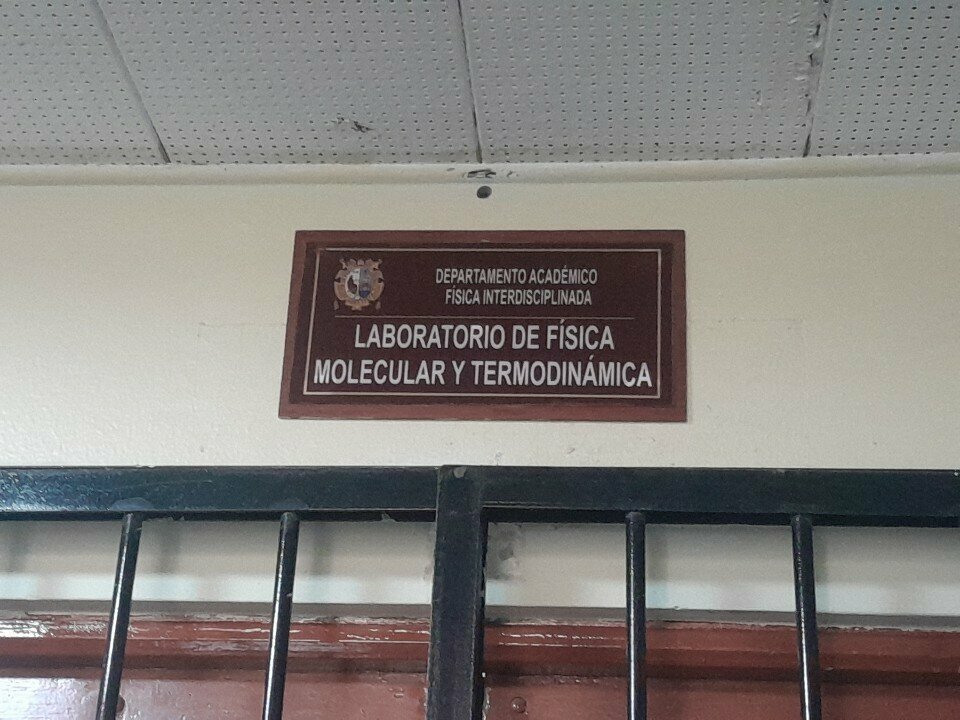 DEPARTAMENTO ACADÉMICO
FÍSICA INTERDISCIPLINADA
LABORATORIO DE FÍSICA
MOLECULAR Y TERMODINÁMICA